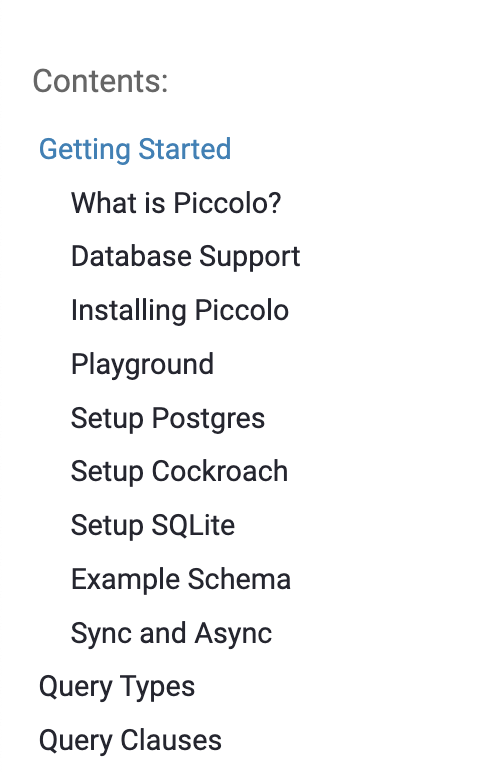 Contents:
Getting Started
What is Piccolo?
Database Support
Installing Piccolo
Playground
Setup Postgres
Setup Cockroach
Setup SQLite
Example Schema
Sync and Async
Query Types
Query Clauses